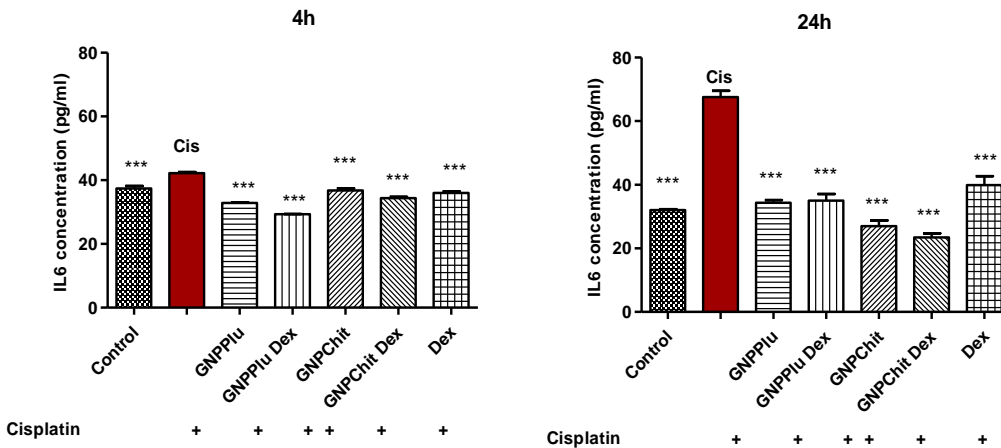 4h
IL6 concentration (pg/ml)
80
60
40
20
0
Cis
***
***
***
***
***
***
Control
GNPPlu
GNPPlu Dex
GNPChit
GNPChit Dex
Dex
Cisplatin + + + + + +
24h
IL6 concentration (pg/ml)
80
60
40
20
0
Cis
***
***
***
***
***
***
Control
GNPPlu
GNPPlu Dex
GNPChit
GNPChit Dex
Dex
Cisplatin + + + + + +